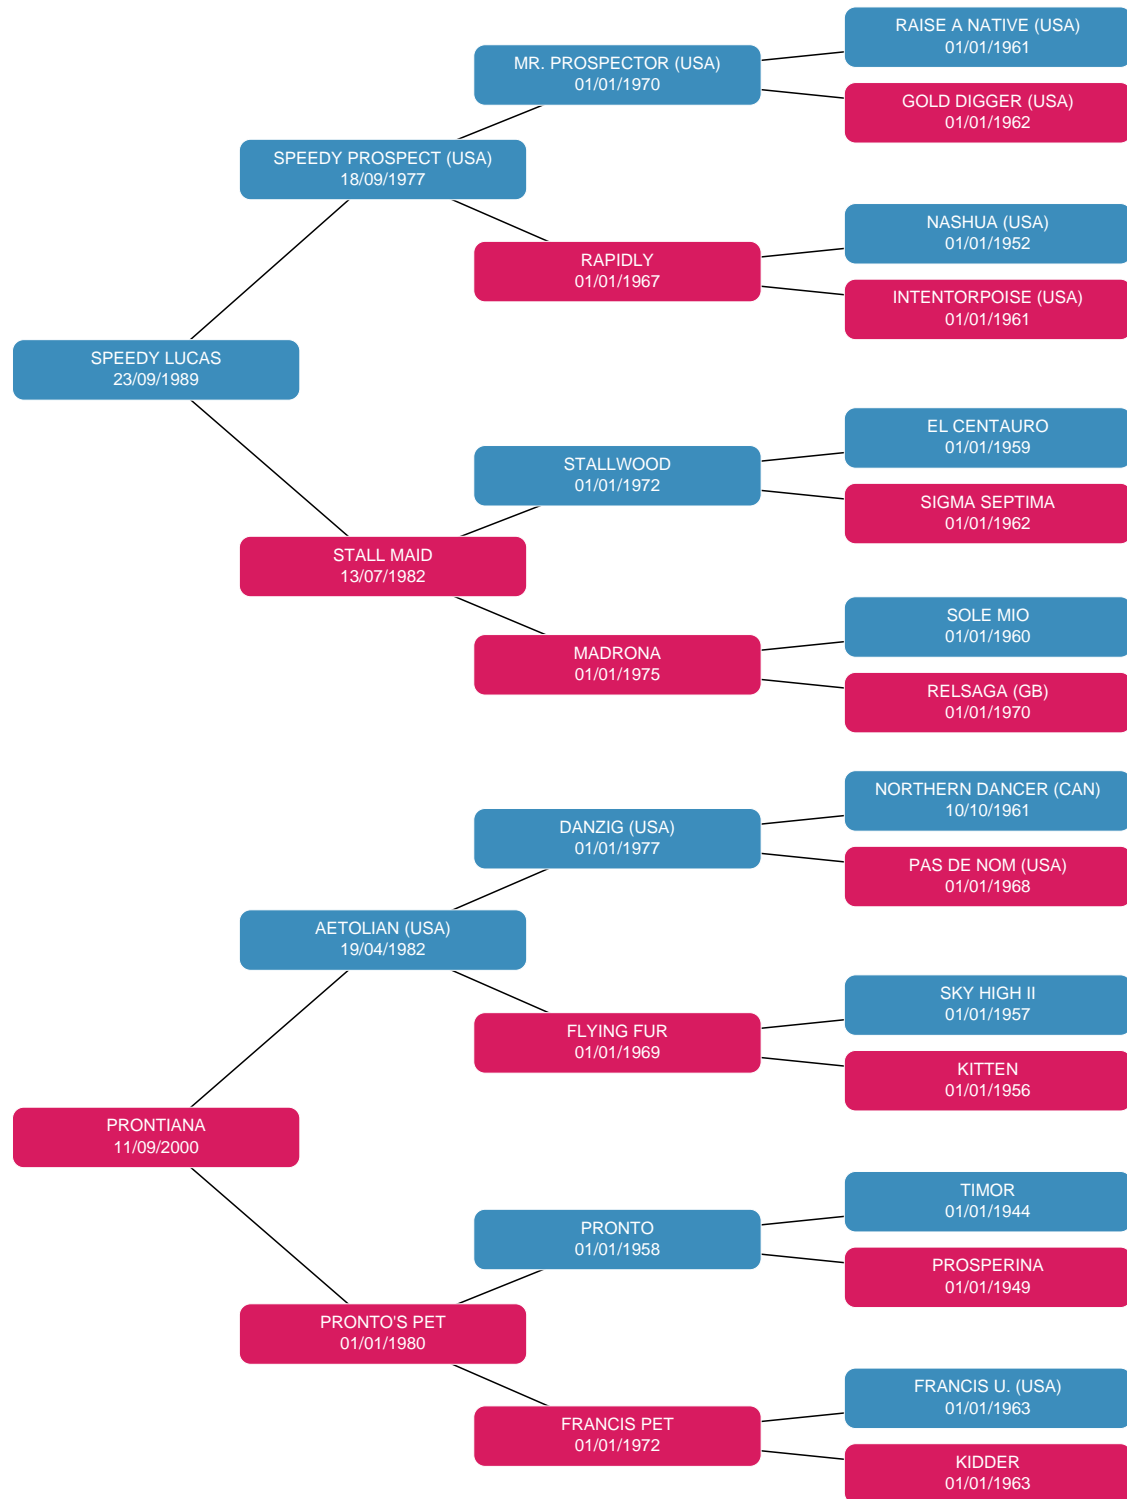 RAISE A NATIVE (USA)
01/01/1961
MR. PROSPECTOR (USA)
01/01/1970
GOLD DIGGER (USA)
01/01/1962
SPEEDY PROSPECT (USA)
18/09/1977
NASHUA (USA)
01/01/1952
RAPIDLY
01/01/1967
INTENTORPOISE (USA)
01/01/1961
SPEEDY LUCAS
23/09/1989
EL CENTAURO
01/01/1959
STALLWOOD
01/01/1972
SIGMA SEPTIMA
01/01/1962
STALL MAID
13/07/1982
SOLE MIO
01/01/1960
MADRONA
01/01/1975
RELSAGA (GB)
01/01/1970
NORTHERN DANCER (CAN)
10/10/1961
DANZIG (USA)
01/01/1977
PAS DE NOM (USA)
01/01/1968
AETOLIAN (USA)
19/04/1982
SKY HIGH II
01/01/1957
FLYING FUR
01/01/1969
KITTEN
01/01/1956
PRONTIANA
11/09/2000
TIMOR
01/01/1944
PRONTO
01/01/1958
PROSPERINA
01/01/1949
PRONTO'S PET
01/01/1980
FRANCIS U. (USA)
01/01/1963
FRANCIS PET
01/01/1972
KIDDER
01/01/1963